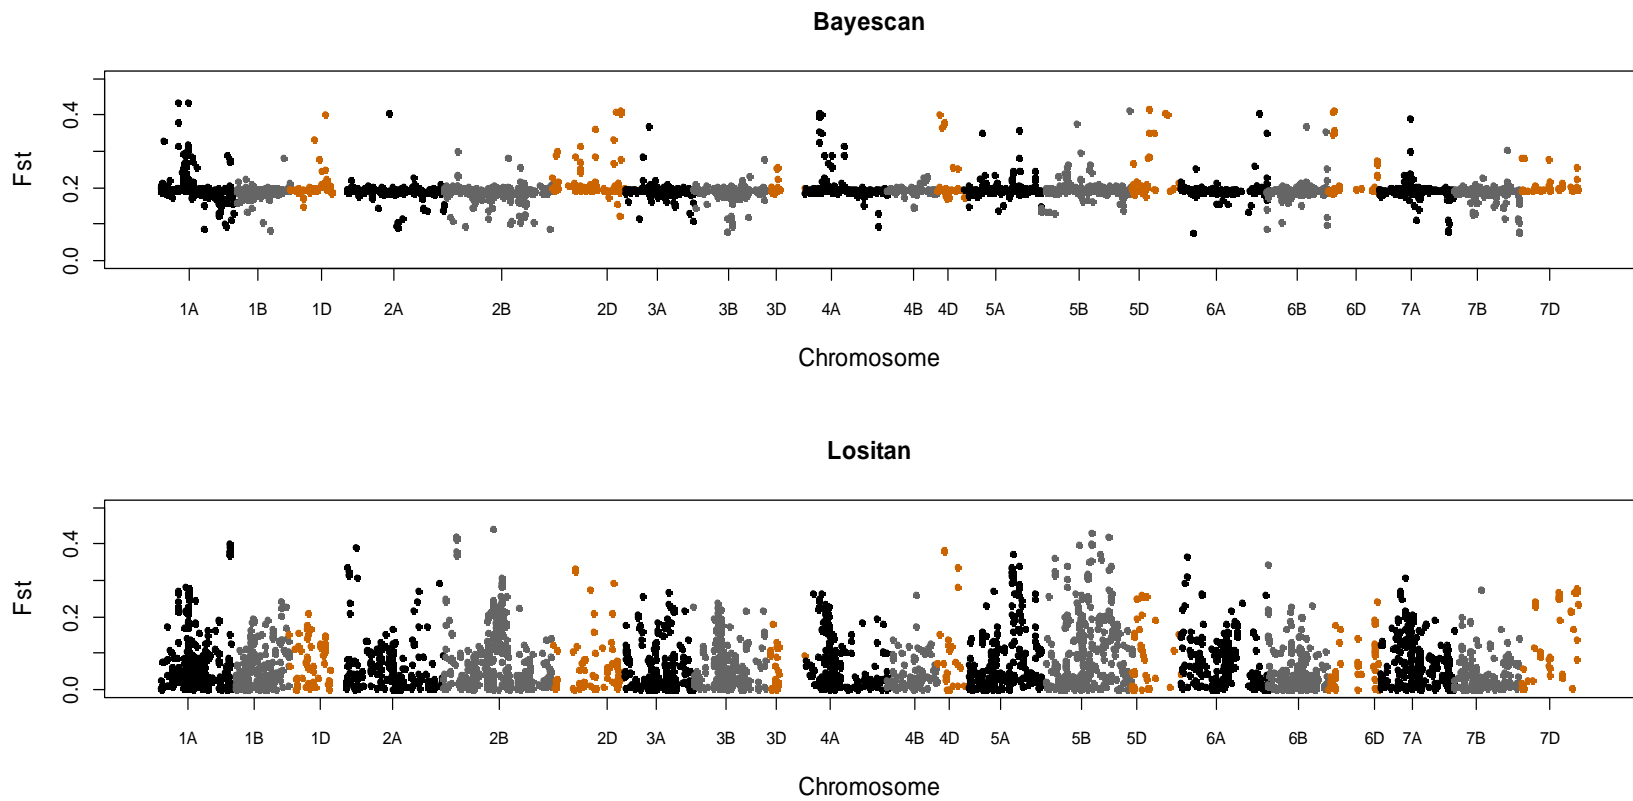 Bayescan
Fst
0.4
0.2
0.0
1A 1B 1D 2A 2B 2D 3A 3B 3D 4A 4B 4D 5A 5B 5D 6A 6B 6D 7A 7B 7D
Chromosome
Lositan
Fst
0.4
0.2
0.0
1A 1B 1D 2A 2B 2D 3A 3B 3D 4A 4B 4D 5A 5B 5D 6A 6B 6D 7A 7B 7D
Chromosome